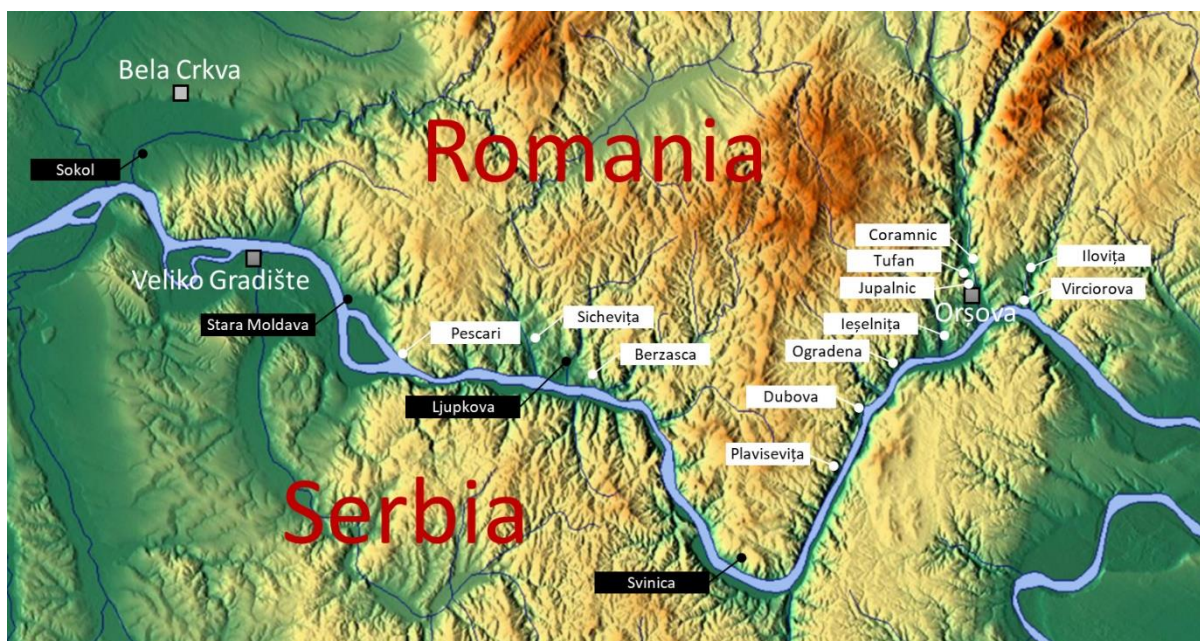 Bela Crkva
Romania
Sokol
Coramnic
Ilovița
Tufan
Veliko Gradište
Jupalnic
Virciorova
Orșova
Stara Moldava
Sichevița
Ieșelnița
Pescari
Berzasca
Ogradena
Ljupkova
Dubova
Plavisevița
Serbia
Svinica